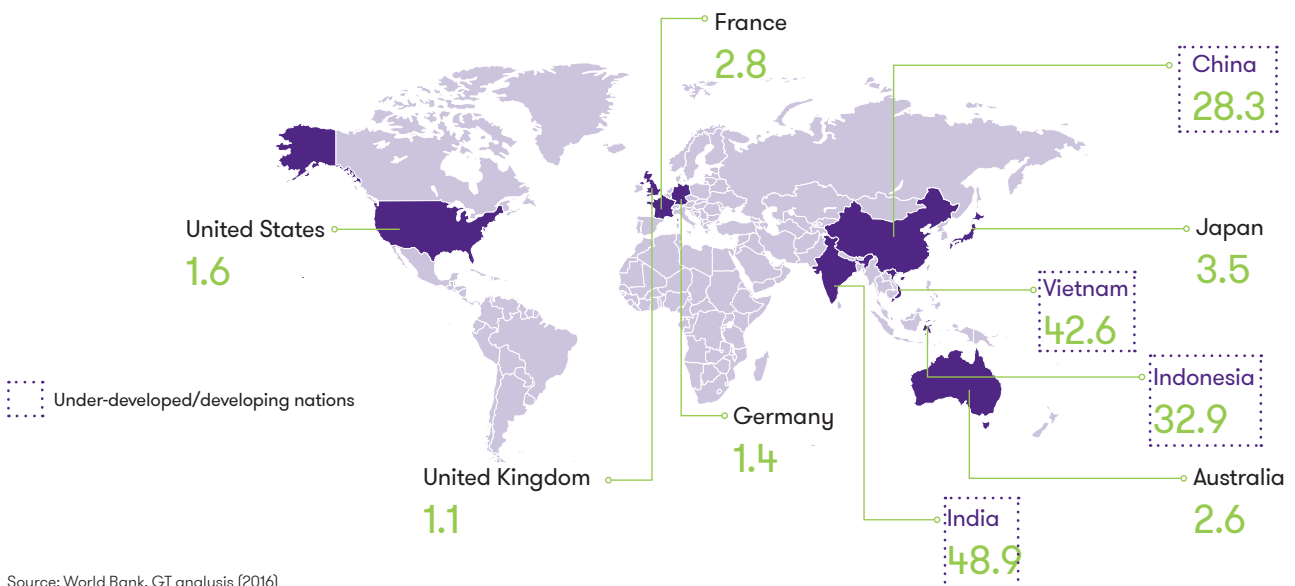 France
2.8
China
28.3
United States
1.6
Japan
3.5
Vietnam
42.6
Indonesia
32.9
Under-developed/developing nations
Germany
1.4
United Kingdom
1.1
Australia
2.6
India
48.9
Source: World Bank, GT analysis (2016)